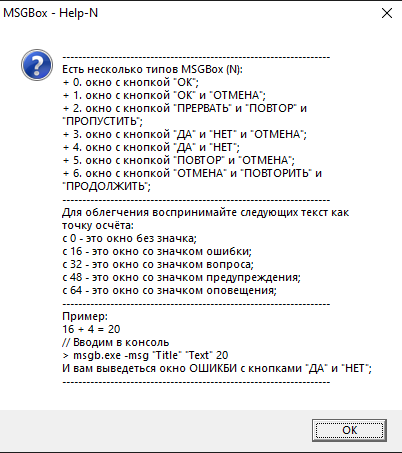 MSGBox - Help-N
----------------------------------------------------------------
Есть несколько типов MSGBox (N):
+ 0. окно с кнопкой "ОК";
+ 1. окно с кнопкой "ОК" и "ОТМЕНА";
+ 2. окно с кнопкой "ПРЕРВАТЬ" и "ПОВТОР" и
"ПРОПУСТИТЬ";
+ 3. окно с кнопкой "ДА" и "НЕТ" и "ОТМЕНА";
+ 4. окно с кнопкой "ДА" и "НЕТ";
+ 5. окно с кнопкой "ПОВТОР" и "ОТМЕНА";
+ 6. окно с кнопкой "ОТМЕНА" и "ПОВТОРИТЬ" и
"ПРОДОЛЖИТЬ";
----------------------------------------------------------------
Для облегчения воспринимайте следующих текст как
точку осчёта:
с 0 - это окно без значка;
с 16 - это окно со значком ошибки;
с 32 - это окно со значком вопроса;
с 48 - это окно со значком предупреждения;
с 64 - это окно со значком оповещения;
----------------------------------------------------------------
Пример:
16 + 4 = 20
// Вводим в консоль
> msgb.exe -msg "Title" "Text" 20
И вам выведеться окно ОШИКБИ с кнопками "ДА" и "НЕТ";
----------------------------------------------------------------
OK